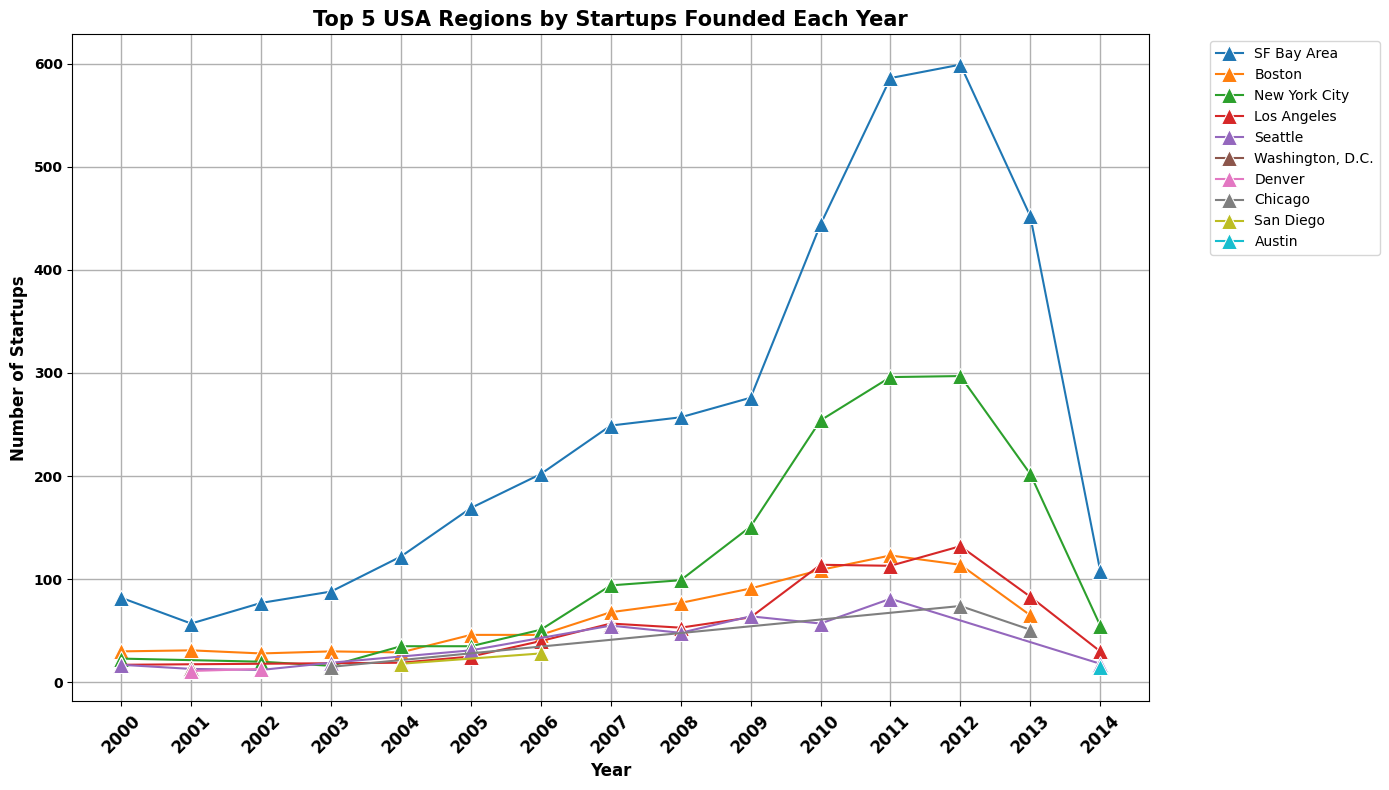 Top 5 USA Regions by Startups Founded Each Year
Number of Startups
600
500
400
300
200
100
0
2000
2001
2002
2003
2004
2005
2006
2007
2008
2009
2010
2011
2012
2013
2014
Year
SF Bay Area
Boston
New York City
Los Angeles
Seattle
Washington, D.C.
Denver
Chicago
San Diego
Austin